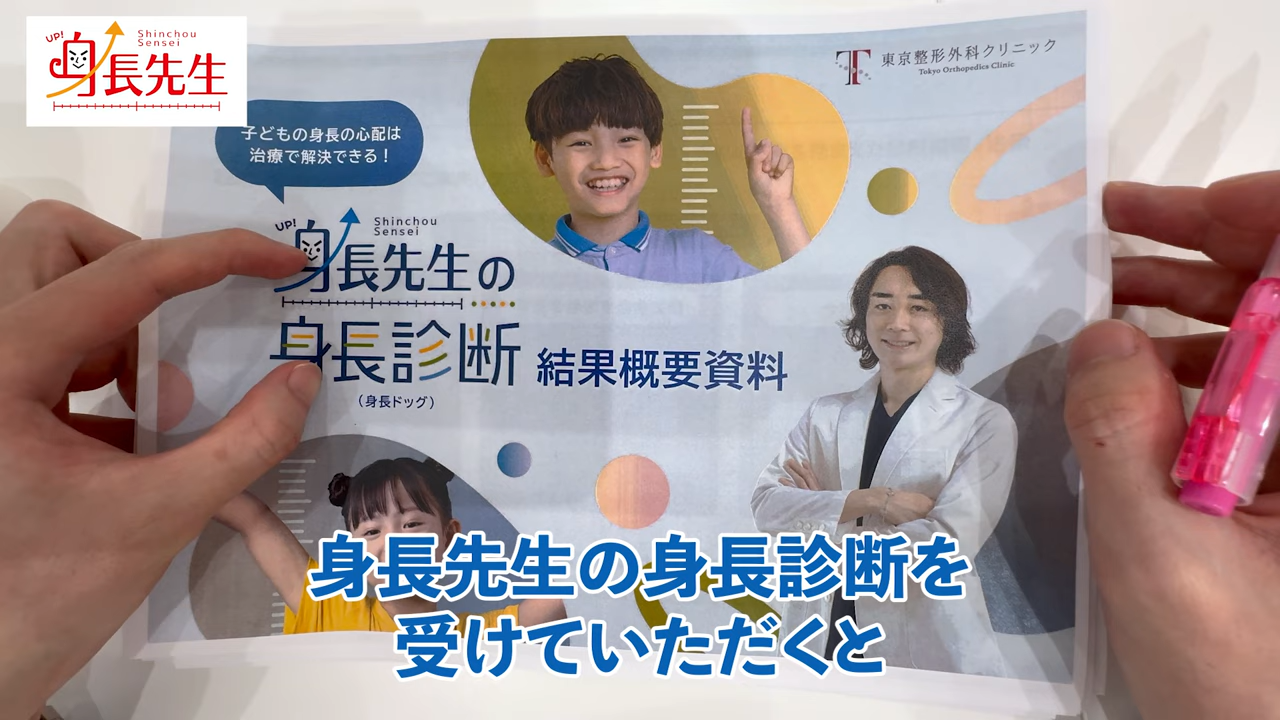 UP!
Shinchou
Sensei
身長先生
東京整形外科クリニック
Tokyo Orthopedics Clinic
子どもの身長の心配は
治療で解決できる！
UP!
Shinchou
Sensei
身長先生の
身長診断 結果概要資料
（身長ドッグ）
身長先生の身長診断を
受けていただくと